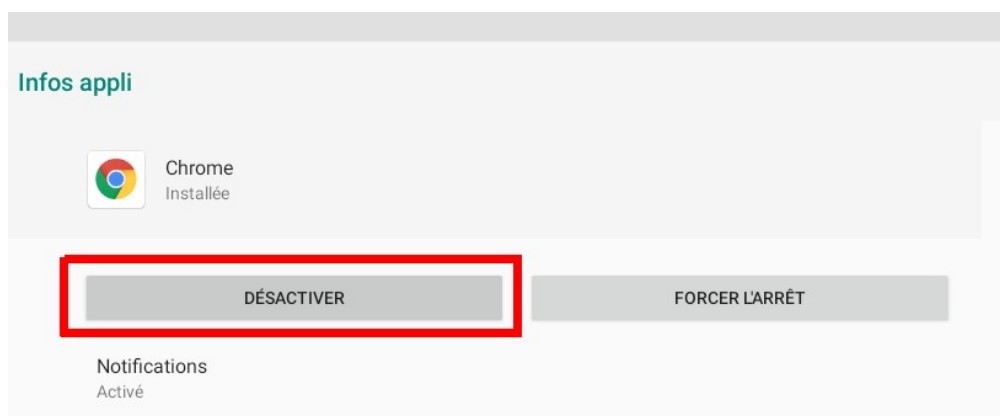 Infos appli
Chrome
Installée
DÉSACTIVER
FORCER L'ARRÊT
Notifications
Activé